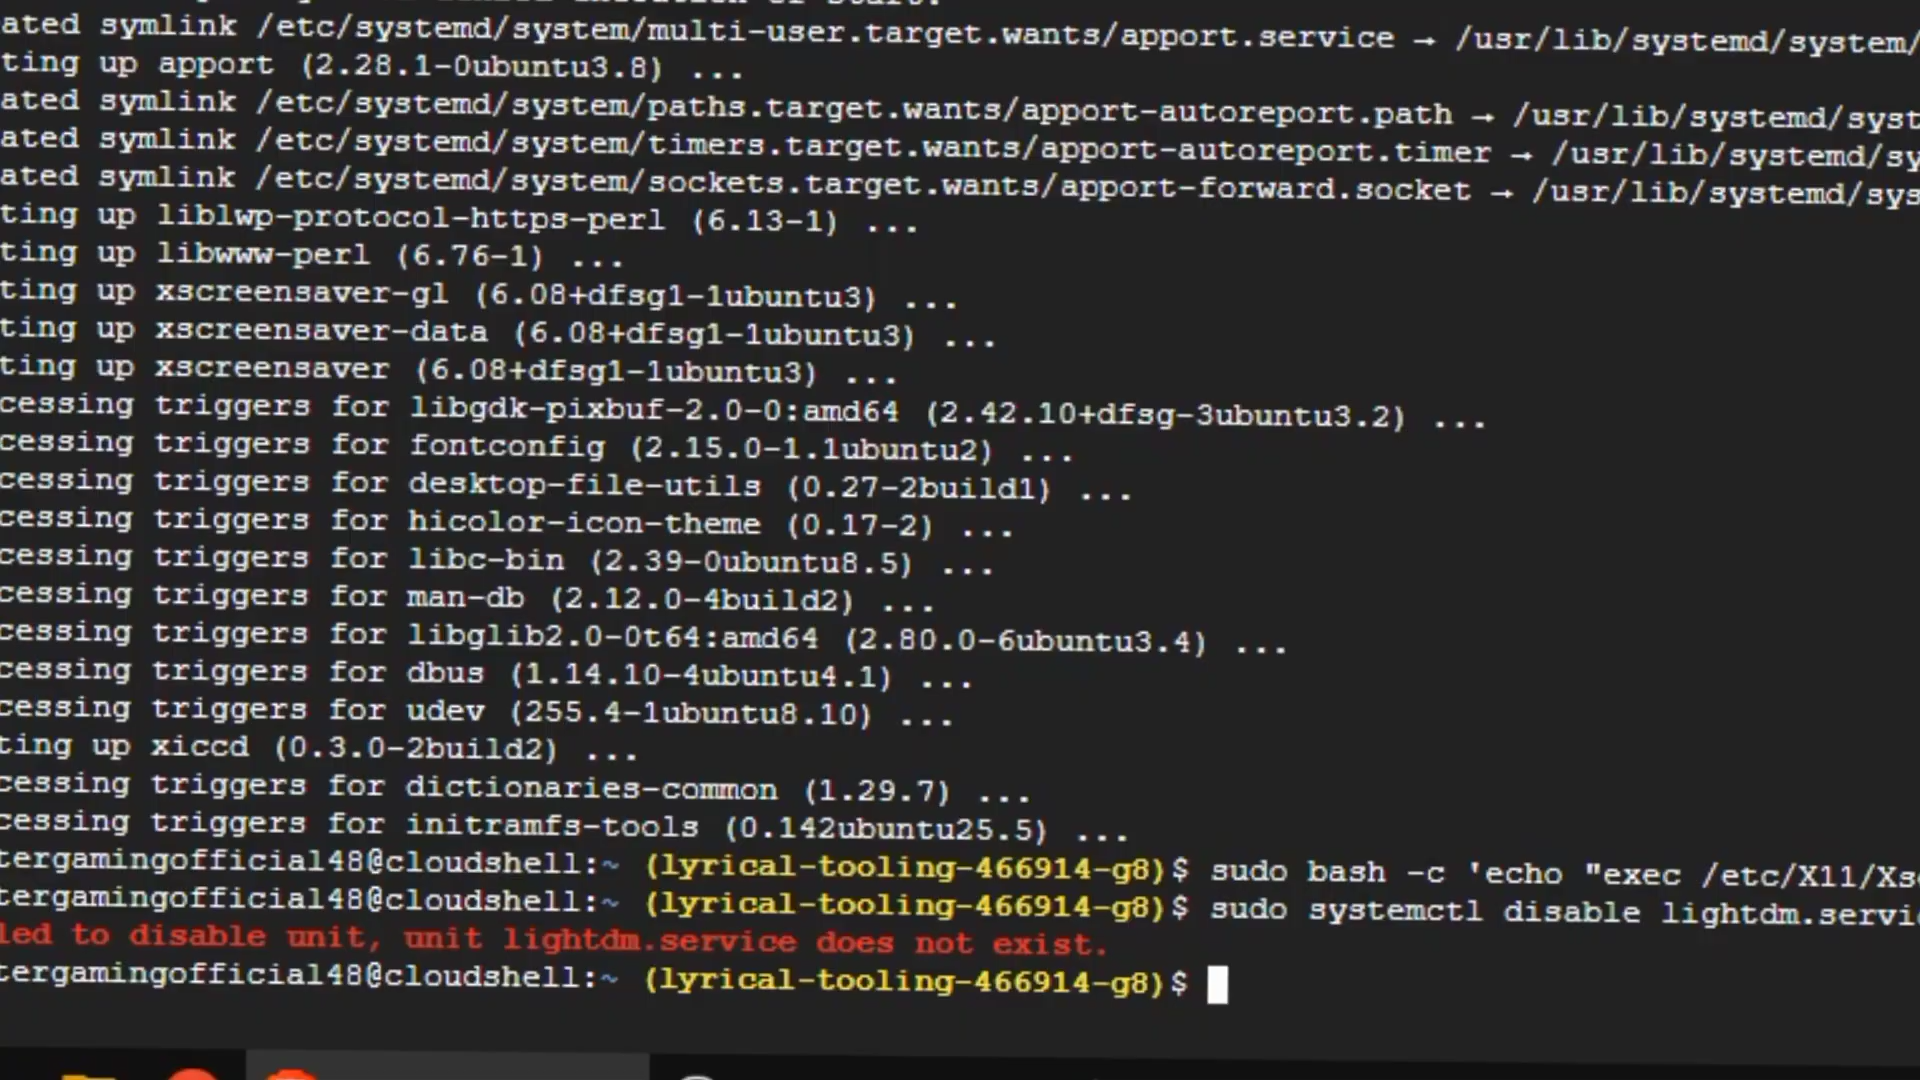 ated symlink /etc/systemd/system/multi-user.target.wants/apport.service → /usr/lib/systemd/system/
ting up apport (2.28.1-0ubuntu3.8) ...
ated symlink /etc/systemd/system/paths.target.wants/apport-autoreport.path → /usr/lib/systemd/syst
ated symlink /etc/systemd/system/timers.target.wants/apport-autoreport.timer → /usr/lib/systemd/sy
ated symlink /etc/systemd/system/sockets.target.wants/apport-forward.socket → /usr/lib/systemd/sys
ting up liblwp-protocol-https-perl (6.13-1) ...
ting up libwww-perl (6.76-1) ...
ting up xscreensaver-gl (6.08+dfsg1-1ubuntu3) ...
ting up xscreensaver-data (6.08+dfsg1-1ubuntu3) ...
ting up xscreensaver (6.08+dfsg1-1ubuntu3) ...
cessing triggers for libgdk-pixbuf-2.0-0:amd64 (2.42.10+dfsg-3ubuntu3.2) ...
cessing triggers for fontconfig (2.15.0-1.1ubuntu2) ...
cessing triggers for desktop-file-utils (0.27-2build1) ...
cessing triggers for hicolor-icon-theme (0.17-2) ...
cessing triggers for libc-bin (2.39-0ubuntu8.5) ...
cessing triggers for man-db (2.12.0-4build2) ...
cessing triggers for libglib2.0-0t64:amd64 (2.80.0-6ubuntu3.4) ...
cessing triggers for dbus (1.14.10-4ubuntu4.1) ...
cessing triggers for udev (255.4-1ubuntu8.10) ...
ting up xiccd (0.3.0-2build2) ...
cessing triggers for dictionaries-common (1.29.7) ...
cessing triggers for initramfs-tools (0.142ubuntu25.5) ...
tergamingofficial48@cloudshell:~ (lyrical-tooling-466914-g8)$ sudo bash -c 'echo "exec /etc/X11/Xse
tergamingofficial48@cloudshell:~ (lyrical-tooling-466914-g8)$ sudo systemctl disable lightdm.servic
led to disable unit, unit lightdm.service does not exist.
tergamingofficial48@cloudshell:~ (lyrical-tooling-466914-g8)$